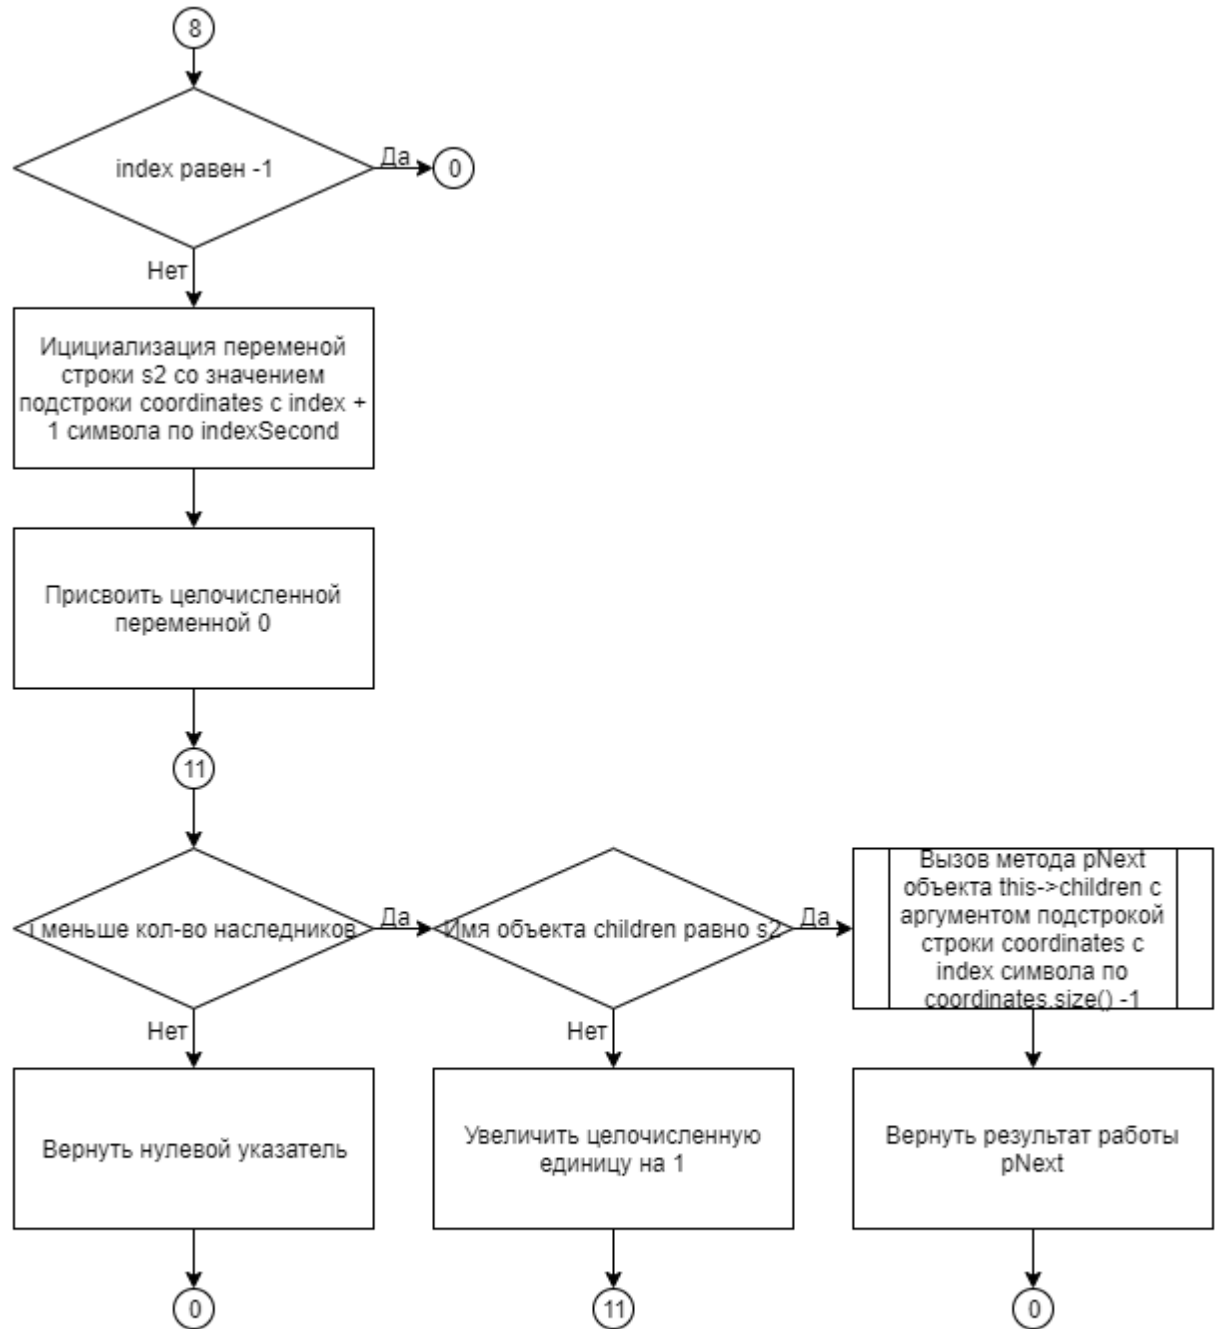 8
index равен -1
Да
0
Нет
Ициициализация переменой
строки s2 со значением
подстроки coordinates с index +
1 символа по indexSecond
Присвоить целочисленной
переменной 0
11
i меньше кол-во наследников
Да
Имя объекта children равно s2
Да
Вызов метода pNext
объекта this->children с
аргументом подстрокой
строки coordinates с
index символа по
coordinates.size() -1
Нет
Нет
Вернуть нулевой указатель
Увеличить целочисленную
единицу на 1
Вернуть результат работы
pNext
0
11
0